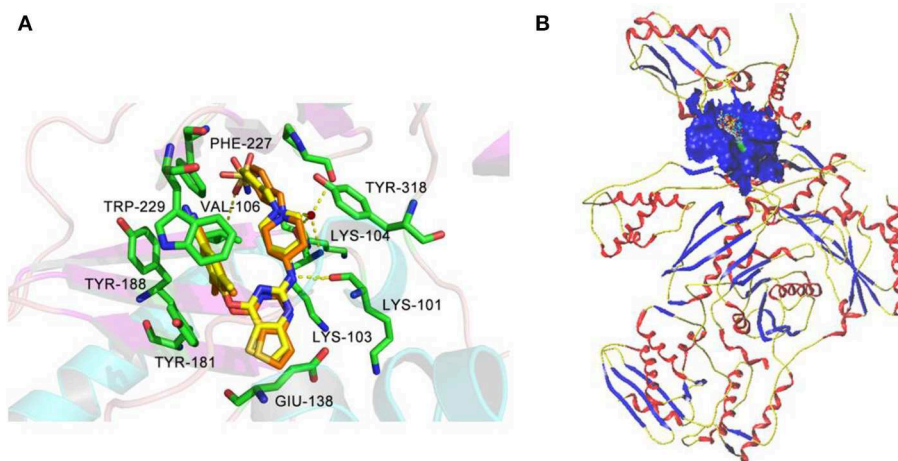 A
B
PHE-227
TYR-318
TRP-229
VAL-106
LYS-104
TYR-188
LYS-101
LYS-103
TYR-181
GIU-138